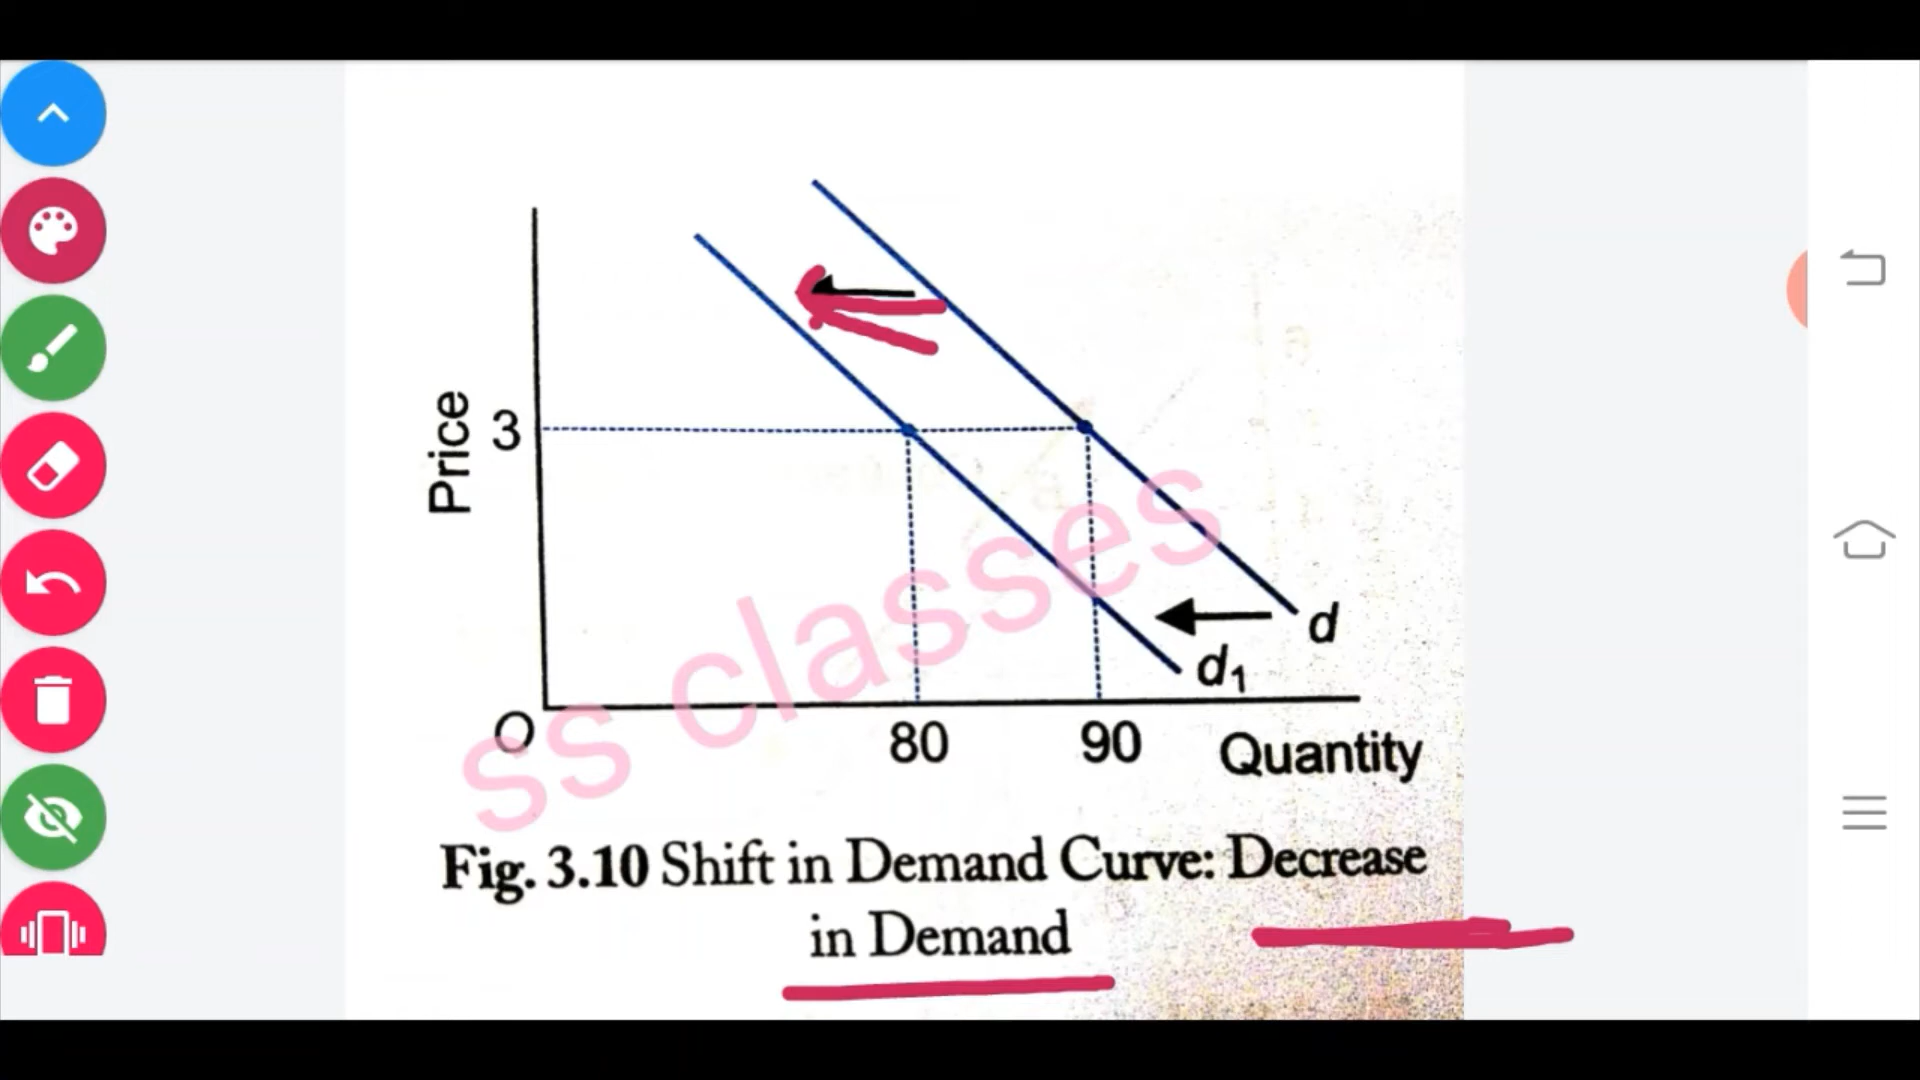 Price
3
d
d₁
O
80
90
Quantity
ss classes
Fig. 3.10 Shift in Demand Curve: Decrease
in Demand